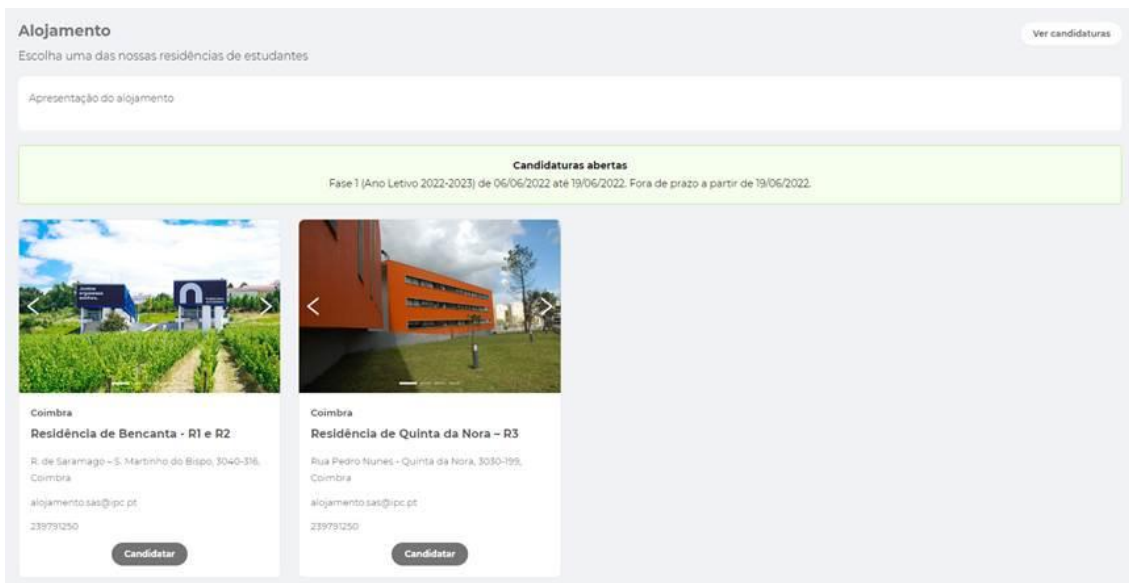 Alojamento
Ver candidaturas
Escolha uma das nossas residências de estudantes
Apresentação do alojamento
Candidaturas abertas
Fase 1 (Ano Letivo 2022-2023) de 06/06/2022 até 19/06/2022. Fora de prazo a partir de 19/06/2022.
Coimbra
Residência de Bencanta - R1 e R2
R. de Saramago – S. Martinho do Bispo, 3040-316,
Coimbra
alojamento.sas@ipc.pt
239791250
Candidatar
Coimbra
Residência de Quinta da Nora – R3
Rua Pedro Nunes - Quinta da Nora, 3030-199,
Coimbra
alojamento.sas@ipc.pt
239791250
Candidatar